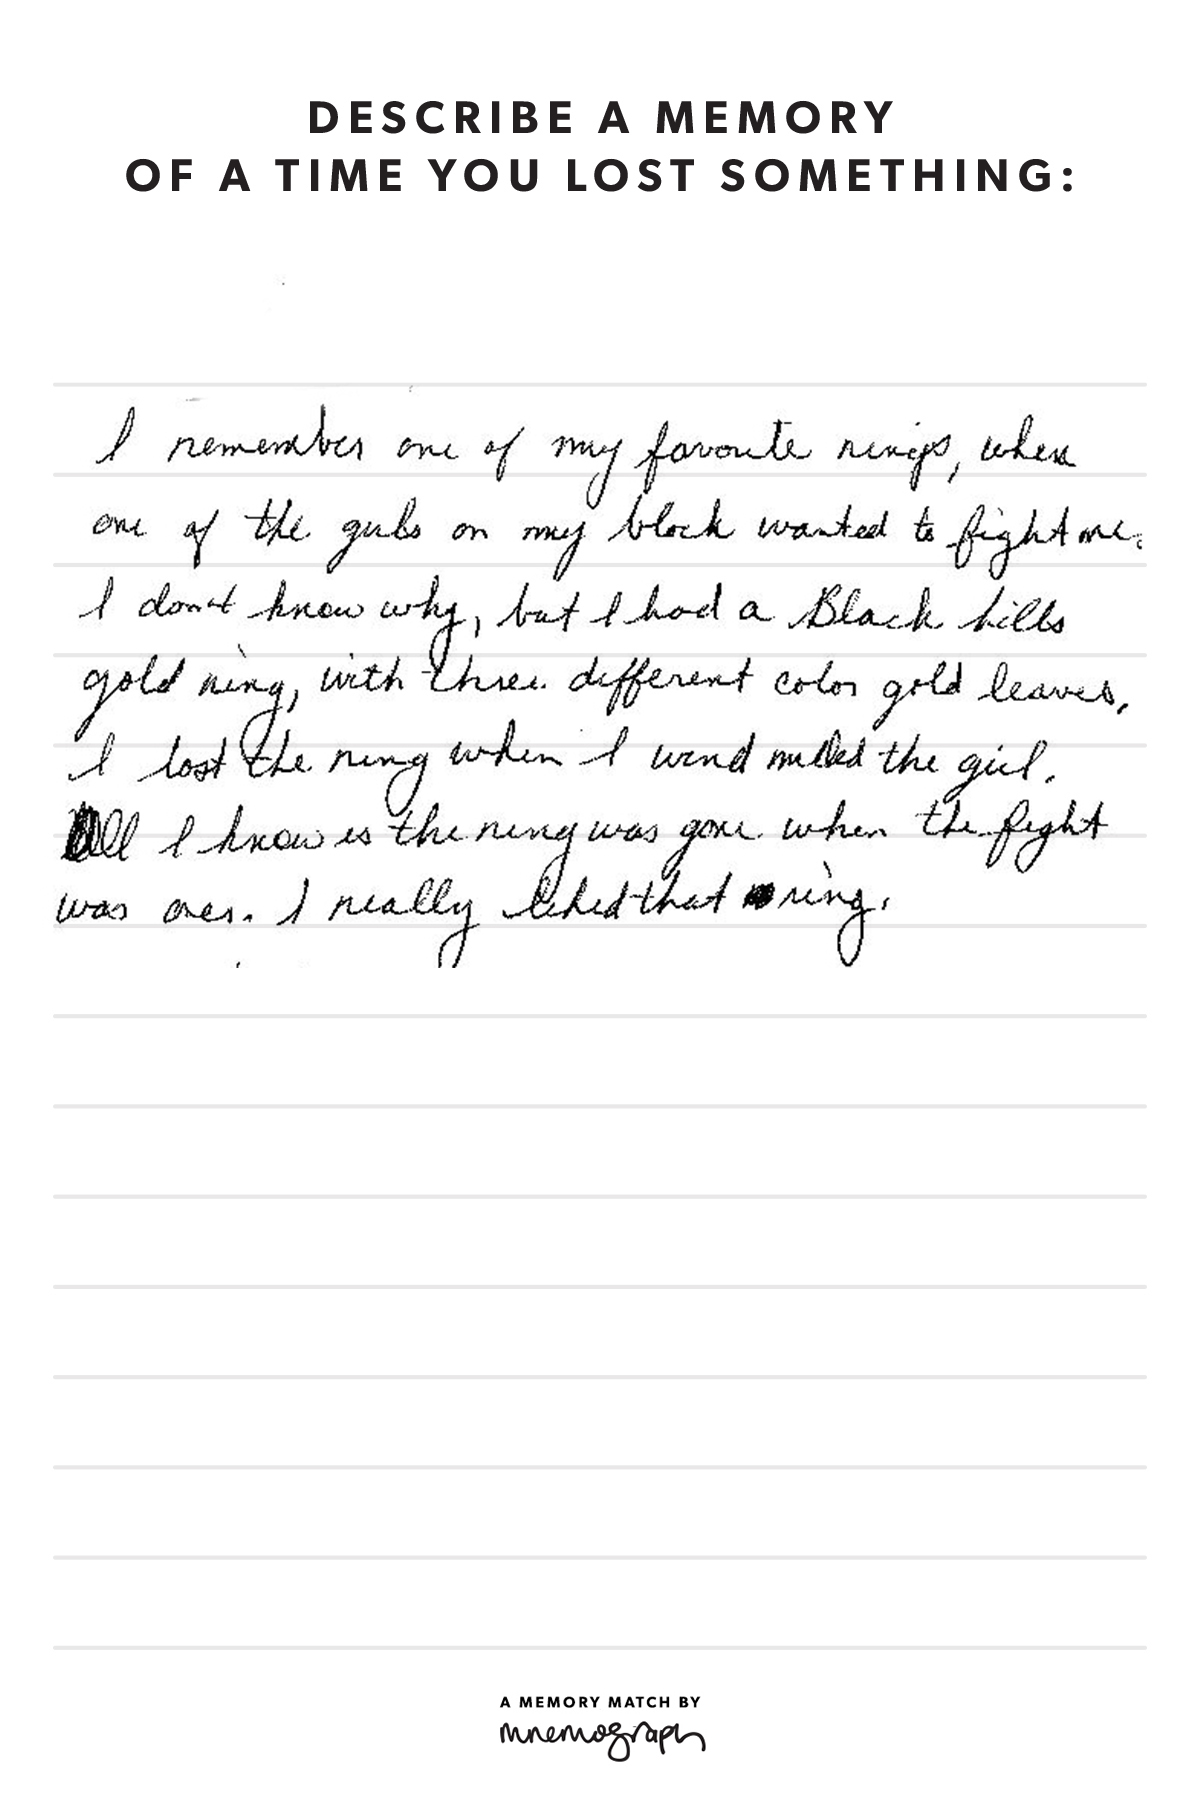 DESCRIBE A MEMORY
OF A TIME YOU LOST SOMETHING:
I remember one of my favorite rings, when
one of the girls on my block wanted to fight me.
I don't know why, but I had a Black hills
gold ring, with three different color gold leaves.
I lost the ring when I wind milled the girl.
All I know is the ring was gone when the fight
was over. I really liked that ring.
A MEMORY MATCH BY
mnemograph